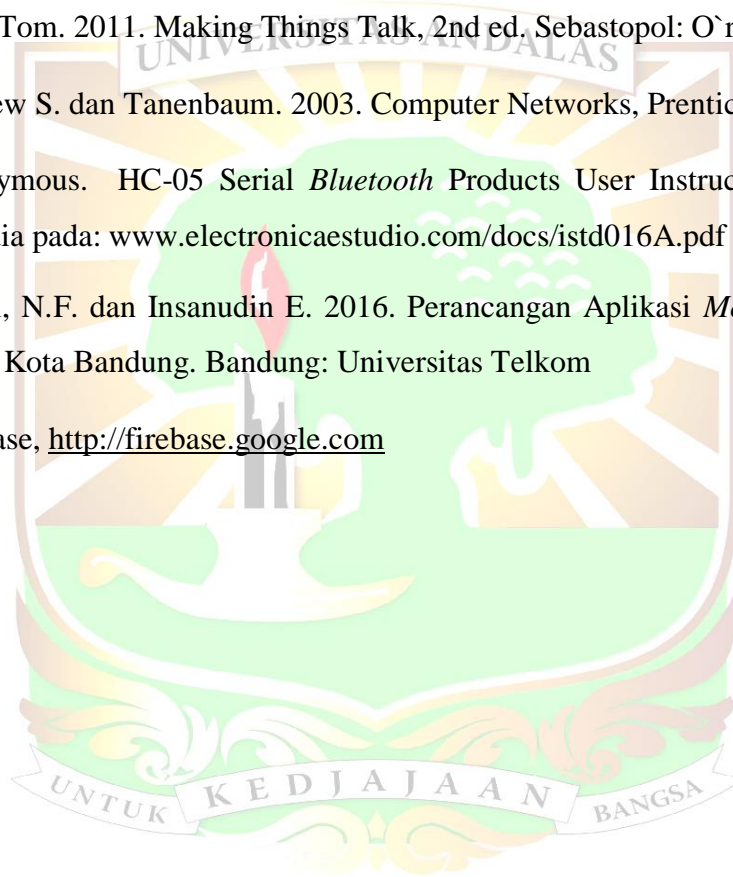 Tom. 2011. Making Things Talk, 2nd ed. Sebastopol: O`r
UNIVERSITAS ANDALAS
ew S. dan Tanenbaum. 2003. Computer Networks, Prentic
ymous. HC-05 Serial Bluetooth Products User Instruc
ia pada: www.electronicaestudio.com/docs/istd016A.pdf
, N.F. dan Insanudin E. 2016. Perancangan Aplikasi M
Kota Bandung. Bandung: Universitas Telkom
ase, http://firebase.google.com
UNTUK KEDJAJAAN BANGSA